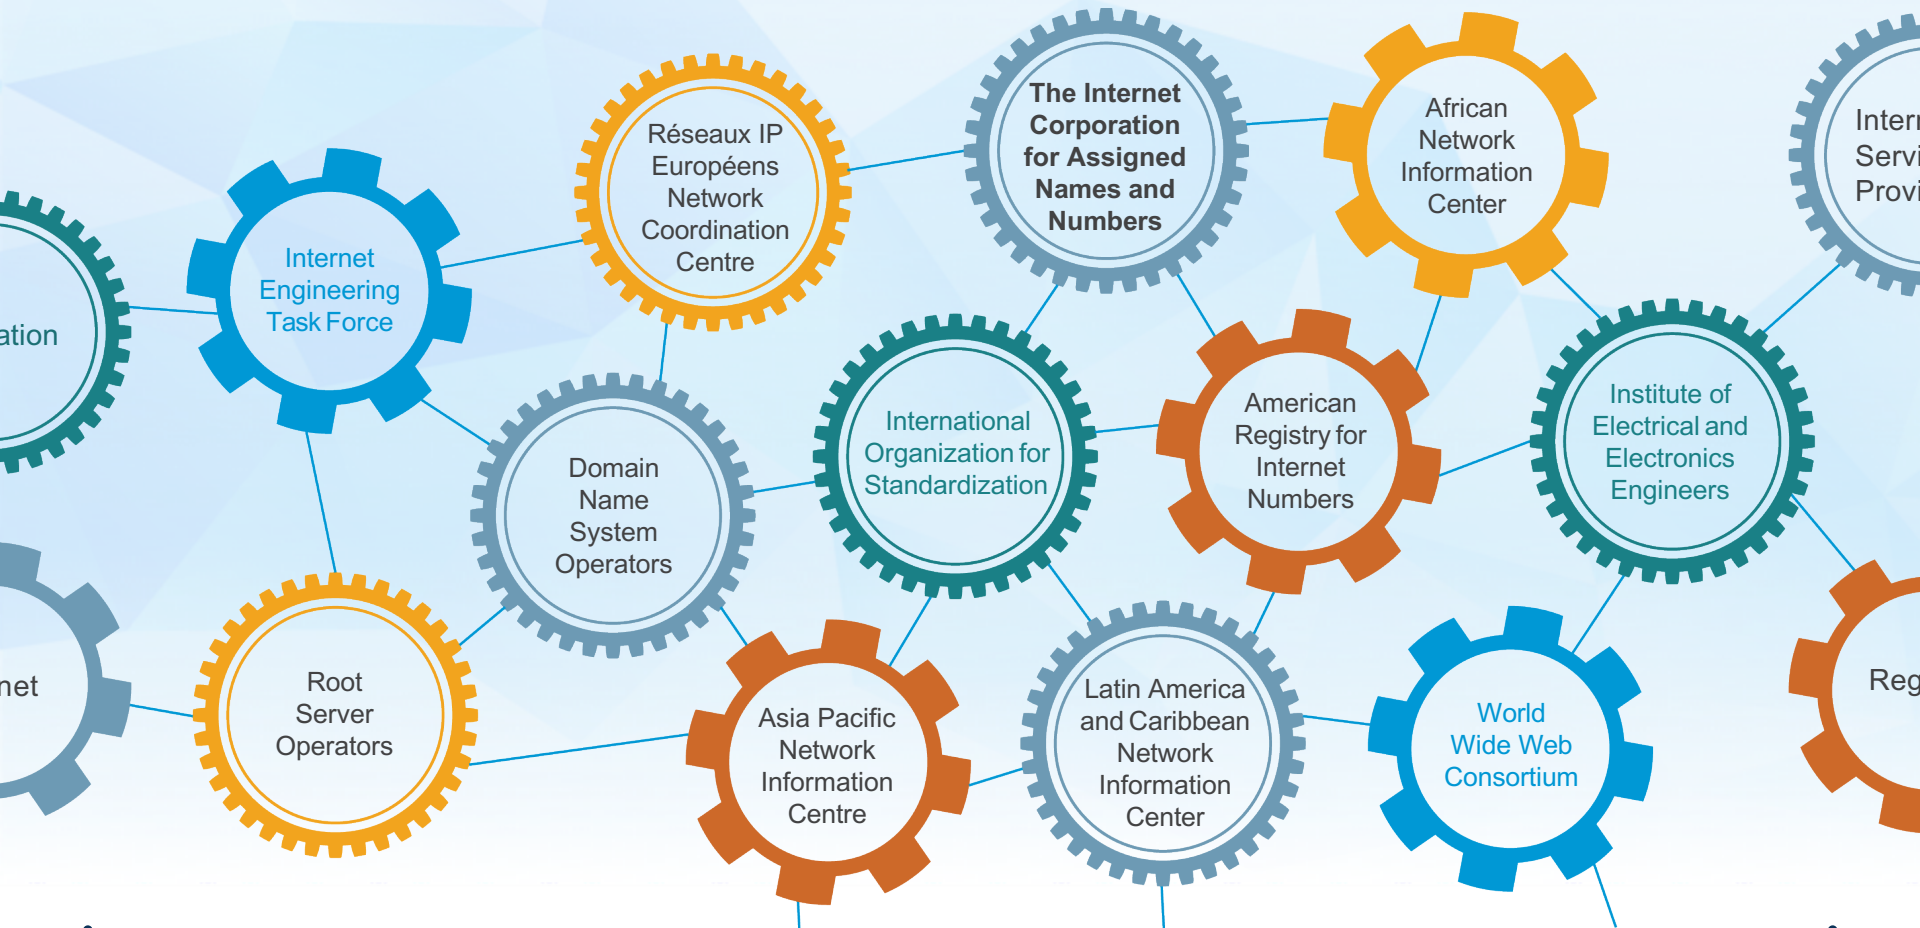 The Internet
Corporation
for Assigned
Names and
Numbers
African
Network
Information
Center
Réseaux IP
Européens
Network
Coordination
Centre
Internet
Engineering
Task Force
International
Organization for
Standardization
American
Registry for
Internet
Numbers
Institute of
Electrical and
Electronics
Engineers
Domain
Name
System
Operators
Root
Server
Operators
Asia Pacific
Network
Information
Centre
Latin America
and Caribbean
Network
Information
Center
World
Wide Web
Consortium